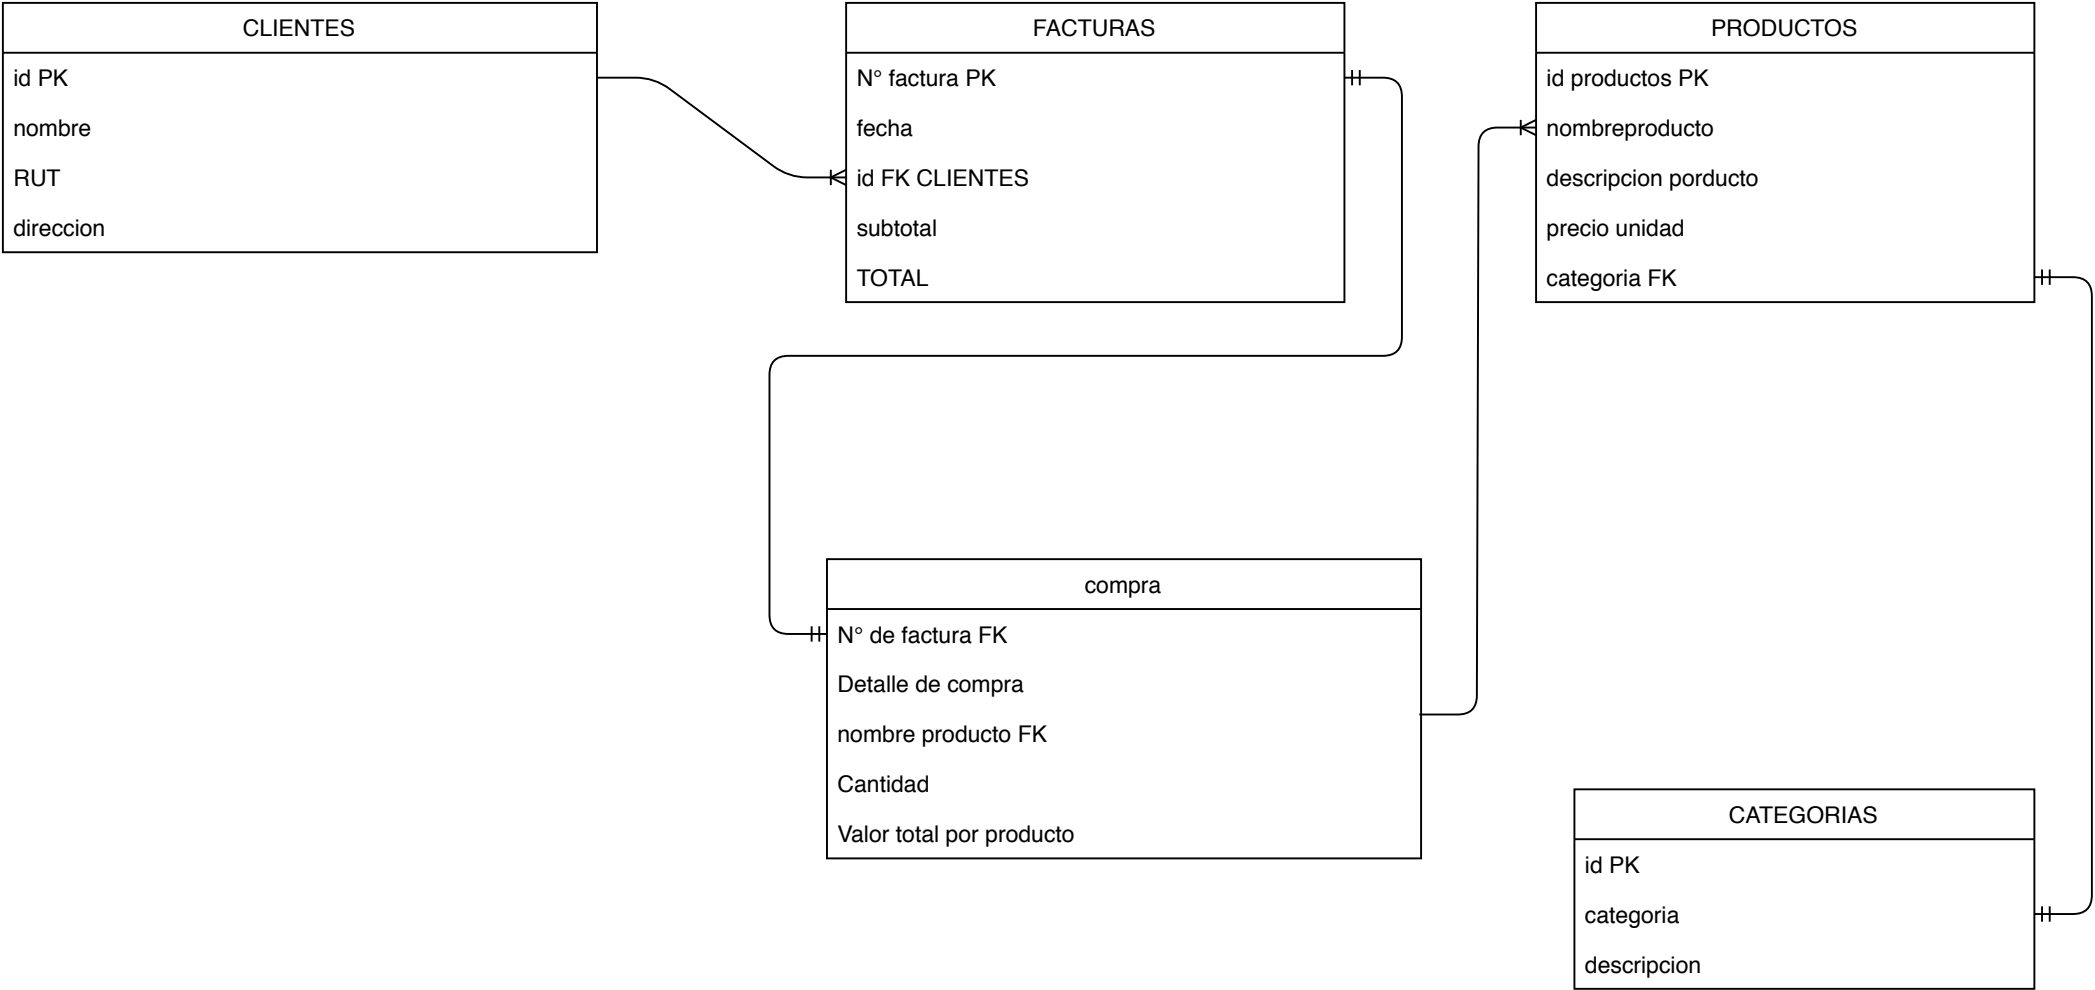 CLIENTES
id PK
nombre
RUT
direccion
FACTURAS
N° factura PK
fecha
id FK CLIENTES
subtotal
TOTAL
PRODUCTOS
id productos PK
nombreproducto
descripcion porducto
precio unidad
categoria FK
compra
N° de factura FK
Detalle de compra
nombre producto FK
Cantidad
Valor total por producto
CATEGORIAS
id PK
categoria
descripcion